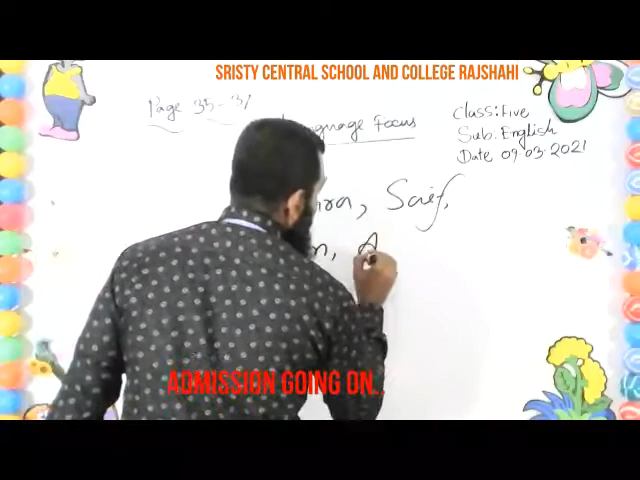 SRISTY CENTRAL SCHOOL AND COLLEGE RAJSHAHI
Page 35-37
Language Focus
Class: Five
Sub: English
Date 09.03.2021
Saif,
A
ADMISSION GOING ON..